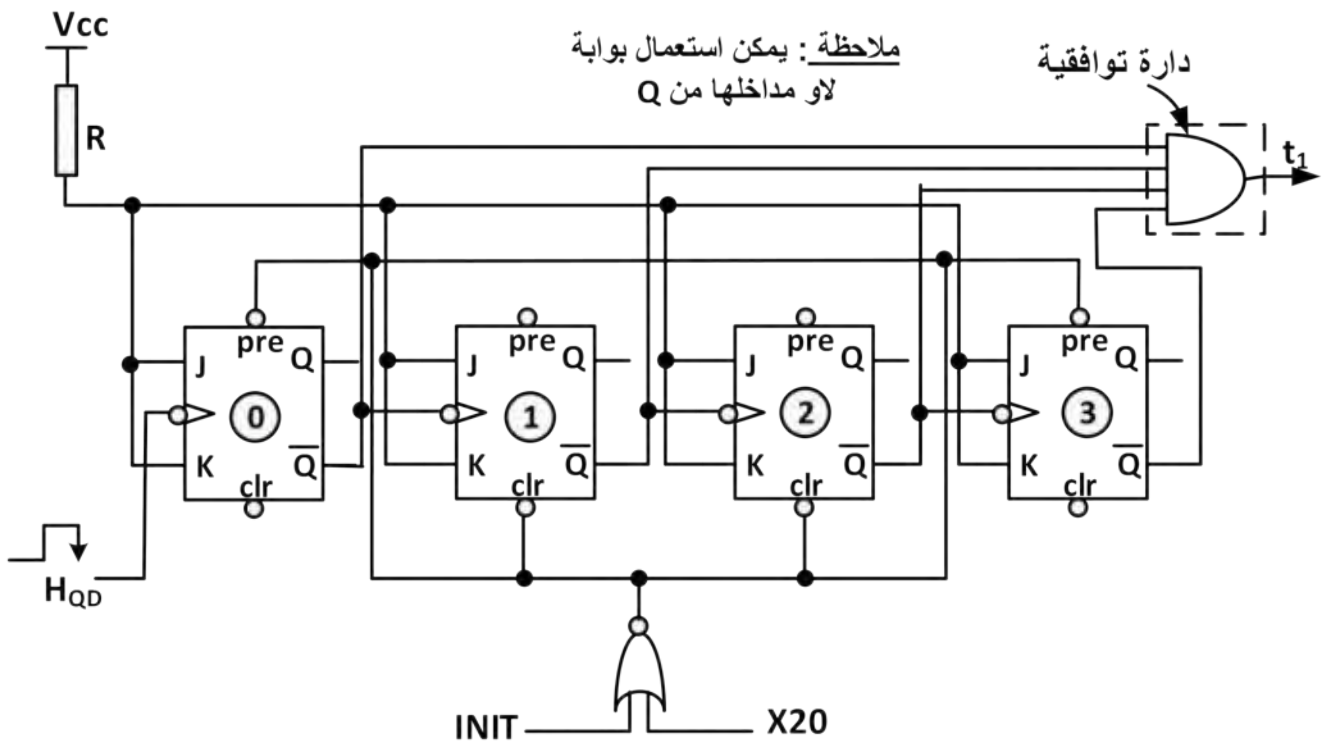 Vcc
ملاحظة : يمكن استعمال بوابة
لاو مداخلها من Q
دارة توافقية
R
t₁
pre
J
Q
0
K
Q̅
clr
pre
J
Q
1
K
Q̅
clr
pre
J
Q
2
K
Q̅
clr
pre
J
Q
3
K
Q̅
clr
H_QD
INIT
X20